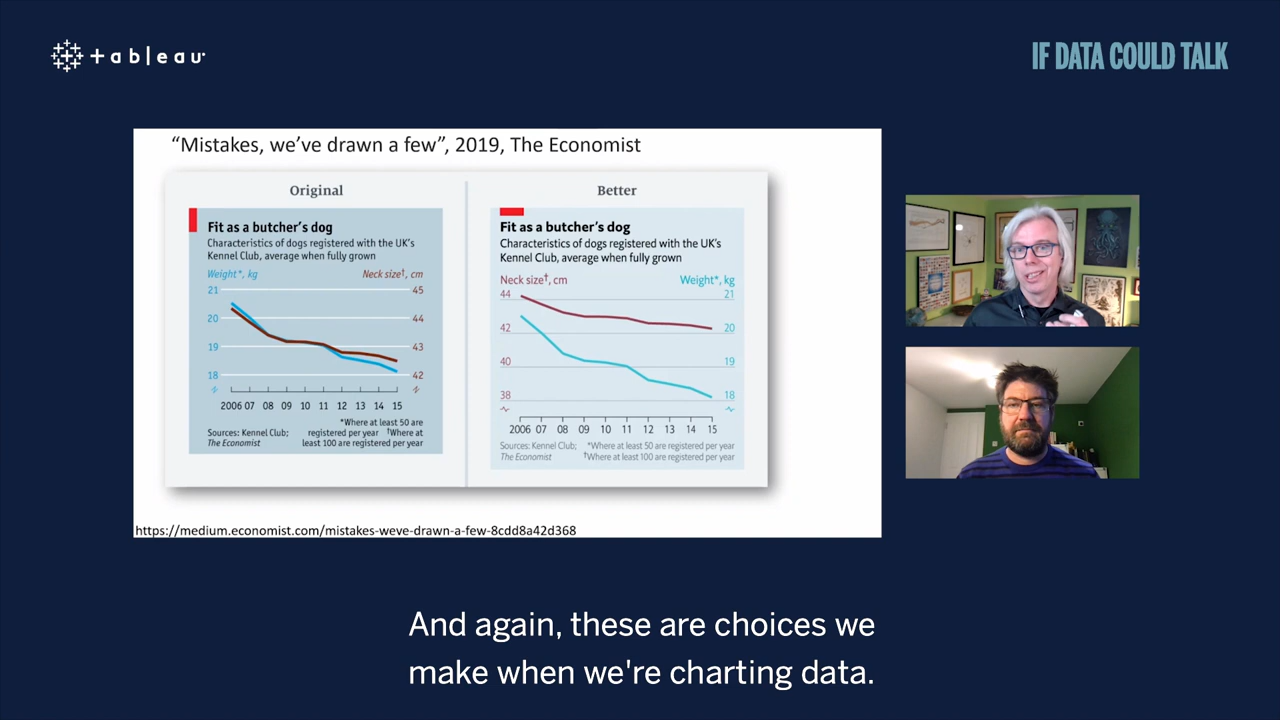 +ableau
IF DATA COULD TALK
“Mistakes, we’ve drawn a few”, 2019, The Economist
Original
Fit as a butcher’s dog
Characteristics of dogs registered with the UK’s
Kennel Club, average when fully grown
Weight*, kg
Neck size†, cm
21
45
20
44
19
43
18
42
2006 07 08 09 10 11 12 13 14 15
*Where at least 50 are
Sources: Kennel Club; registered per year †Where at
The Economist least 100 are registered per year
Better
Fit as a butcher’s dog
Characteristics of dogs registered with the UK’s
Kennel Club, average when fully grown
Neck size†, cm
Weight*, kg
44
21
42
20
40
19
38
18
2006 07 08 09 10 11 12 13 14 15
Sources: Kennel Club; *Where at least 50 are registered per year
The Economist †Where at least 100 are registered per year
https://medium.economist.com/mistakes-weve-drawn-a-few-8cdd8a42d368
And again, these are choices we
make when we're charting data.